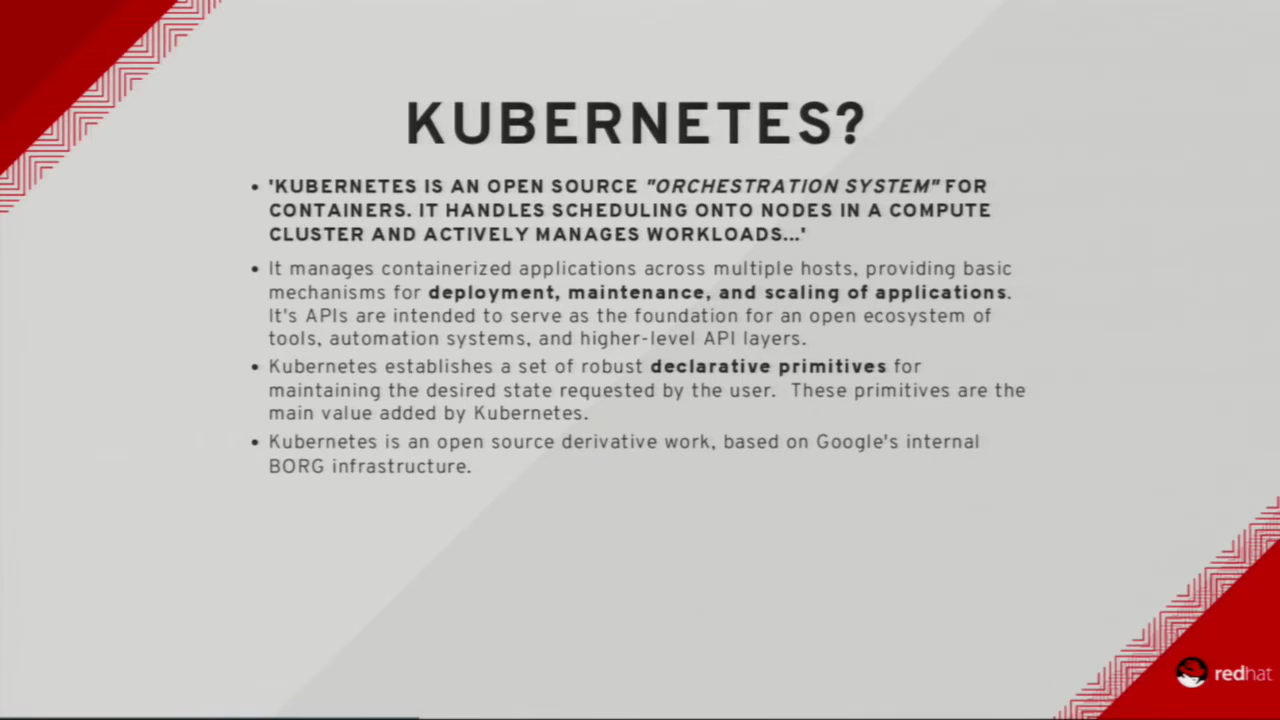 KUBERNETES?
• 'KUBERNETES IS AN OPEN SOURCE "ORCHESTRATION SYSTEM" FOR
CONTAINERS. IT HANDLES SCHEDULING ONTO NODES IN A COMPUTE
CLUSTER AND ACTIVELY MANAGES WORKLOADS...'
• It manages containerized applications across multiple hosts, providing basic
mechanisms for deployment, maintenance, and scaling of applications.
It's APIs are intended to serve as the foundation for an open ecosystem of
tools, automation systems, and higher-level API layers.
• Kubernetes establishes a set of robust declarative primitives for
maintaining the desired state requested by the user.  These primitives are the
main value added by Kubernetes.
• Kubernetes is an open source derivative work, based on Google's internal
BORG infrastructure.
redhat